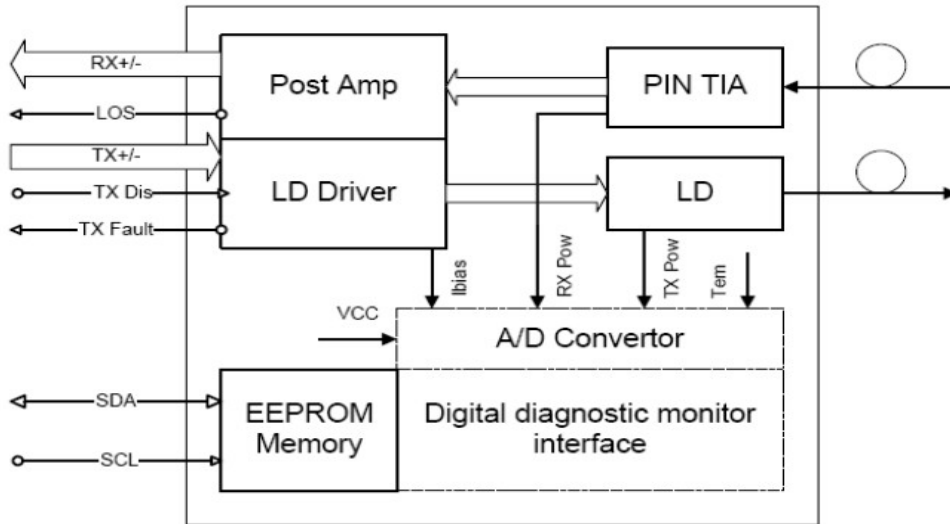 RX+/-
Post Amp
PIN TIA
LOS
TX+/-
TX Dis
LD Driver
LD
TX Fault
Ibias
RX Pow
TX Pow
Tem
VCC
A/D Convertor
SDA
EEPROM
Memory
Digital diagnostic monitor
interface
SCL